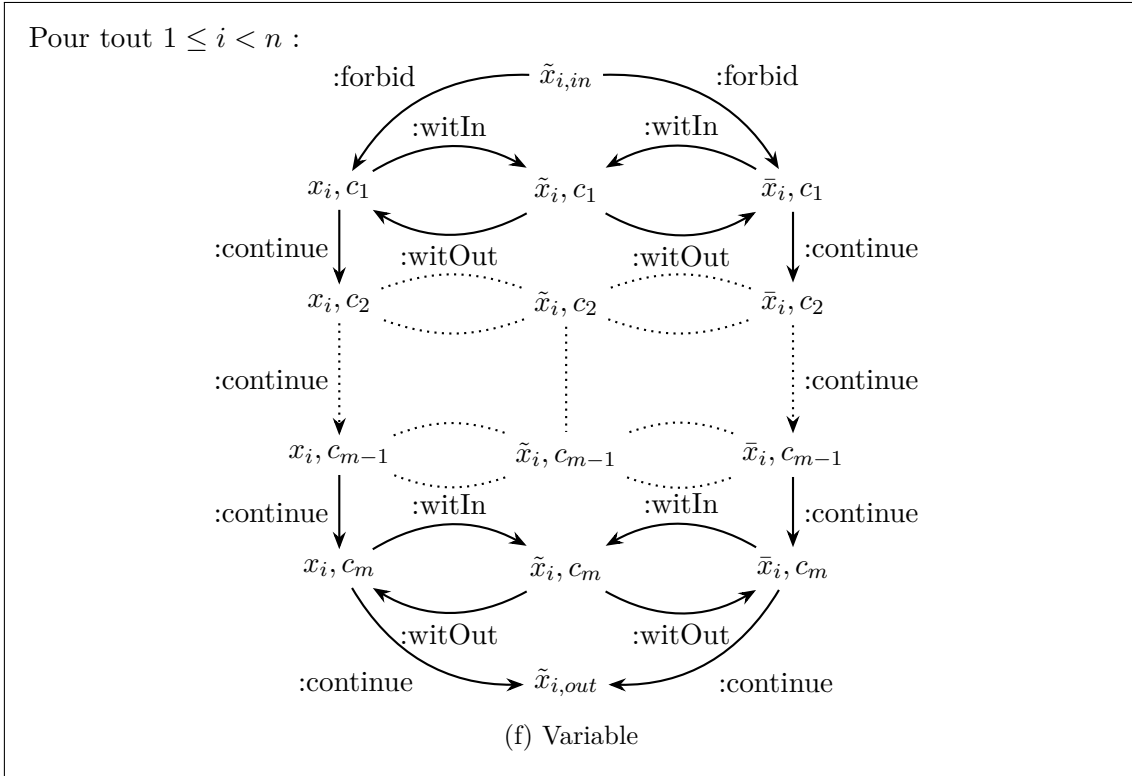 Pour tout 1 ≤ i < n :
:forbid x̃_{i,in} :forbid
:witIn :witIn
x_i, c_1 x̃_i, c_1 x̄_i, c_1
:continue :witOut :witOut :continue
x_i, c_2 x̃_i, c_2 x̄_i, c_2
:continue :continue
x_i, c_{m−1} x̃_i, c_{m−1} x̄_i, c_{m−1}
:continue :witIn :witIn :continue
x_i, c_m x̃_i, c_m x̄_i, c_m
:witOut :witOut
:continue x̃_{i,out} :continue
(f) Variable